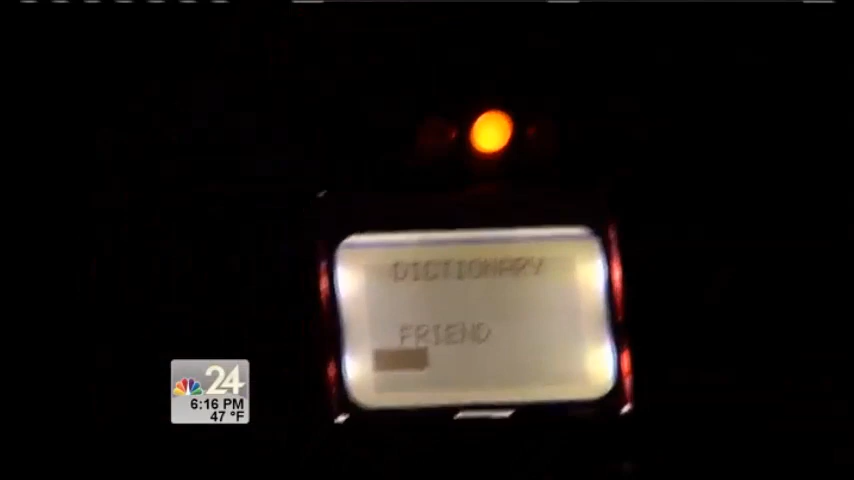 DICTIONARY
FRIEND
24
6:16 PM
47 °F